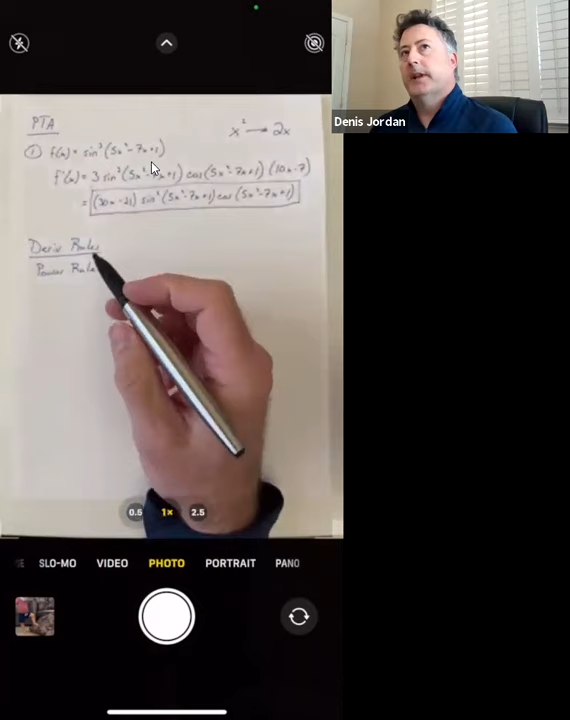 Denis Jordan
PTA
x² → 2x
① f(x) = sin³(5x² - 7x + 1)
f'(x) = 3 sin²(5x² - 7x + 1) cos(5x² - 7x + 1) (10x - 7)
= (30x - 21) sin²(5x² - 7x + 1) cos(5x² - 7x + 1)
Deriv Rules
Power Rule
0.5 1× 2.5
SLO-MO VIDEO PHOTO PORTRAIT PANO